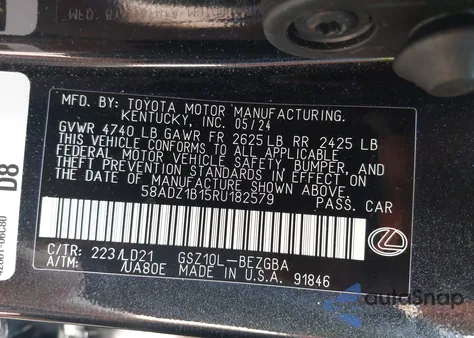 MFD. BY: TOYOTA MOTOR MANUFACTURING.
KENTUCKY, INC. 05/24
GVWR 4740 LB GAWR FR 2625 LB RR 2425 LB
THIS VEHICLE CONFORMS TO ALL APPLICABLE
FEDERAL MOTOR VEHICLE SAFETY, BUMPER, AND
THEFT PREVENTION STANDARDS IN EFFECT ON
THE DATE OF MANUFACTURE SHOWN ABOVE.
58ADZ1B15RU182579 PASS. CAR
C/TR: 223/LD21 GSZ10L-BEZGBA
A/TM: /UA80E MADE IN U.S.A. 91846
D8
autoSnap